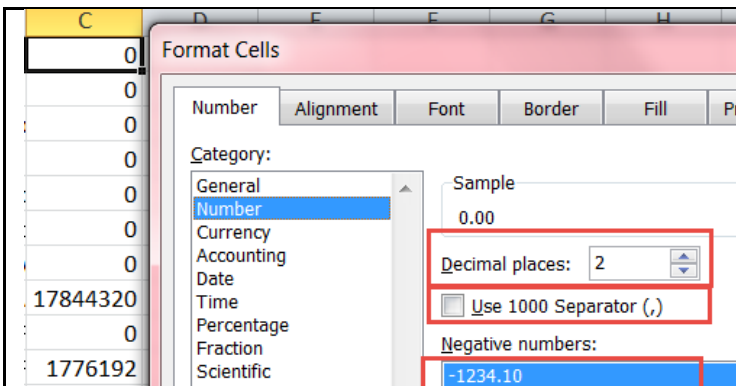 C D E F G H
Format Cells
0
0
Number Alignment Font Border Fill
0
Category:
0
General Sample
Number 0.00
0
Currency
0
Accounting Decimal places: 2
0
Date
17844320 Time Use 1000 Separator (,)
Percentage
0
Fraction Negative numbers:
1776192 Scientific -1234.10